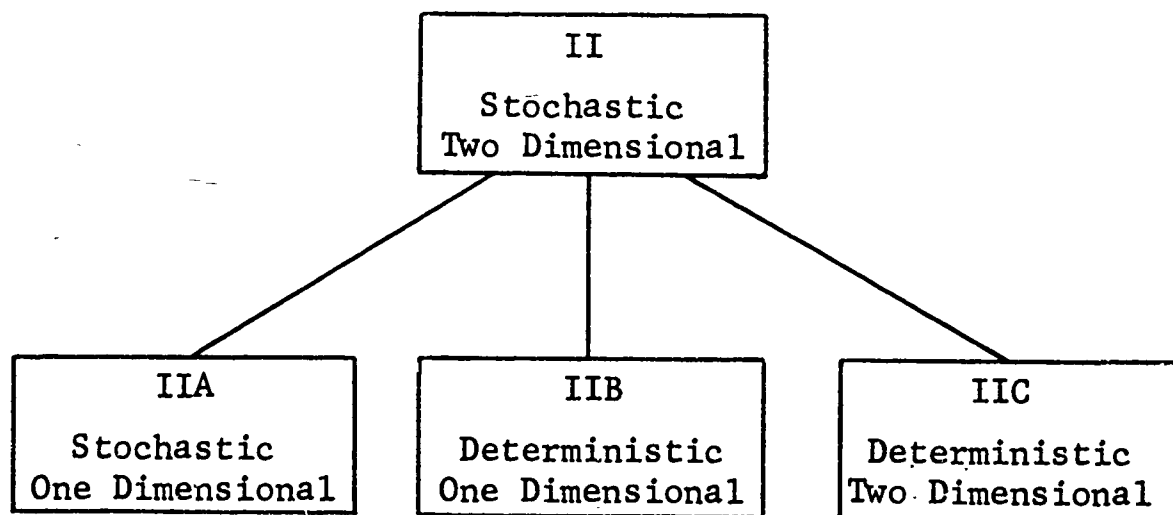 II
Stochastic
Two Dimensional
IIA
Stochastic
One Dimensional
IIB
Deterministic
One Dimensional
IIC
Deterministic
Two Dimensional